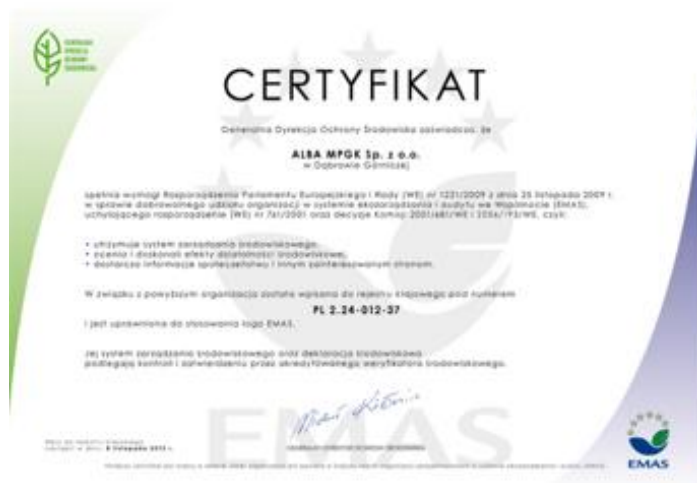 GENERALNA
DYREKCJA
OCHRONY
ŚRODOWISKA
CERTYFIKAT
Generalna Dyrekcja Ochrony Środowiska zaświadcza, że
ALBA MPGK Sp. z o.o.
w Dąbrowie Górniczej
spełnia wymogi Rozporządzenia Parlamentu Europejskiego i Rady (WE) nr 1221/2009 z dnia 25 listopada 2009 r.
w sprawie dobrowolnego udziału organizacji w systemie ekozarządzania i audytu we Wspólnocie (EMAS),
uchylającego rozporządzenie (WE) nr 761/2001 oraz decyzje Komisji 2001/681/WE i 2006/193/WE, czyli:
• utrzymuje system zarządzania środowiskowego,
• ocenia i doskonali efekty działalności środowiskowej,
• dostarcza informacje społeczeństwu i innym zainteresowanym stronom.
W związku z powyższym organizacja została wpisana do rejestru krajowego pod numerem
PL 2.24-012-37
i jest uprawniona do stosowania logo EMAS.
Jej system zarządzania środowiskowego oraz deklaracja środowiskowa
podlegają kontroli i zatwierdzeniu przez akredytowanego weryfikatora środowiskowego.
EMAS
EMAS